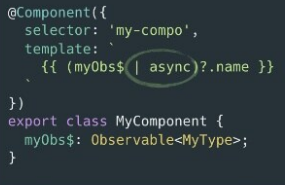 @Component({
  selector: 'my-compo',
  template: `
    {{ (myObs$ | async)?.name }}
  `
})
export class MyComponent {
  myObs$: Observable<MyType>;
}